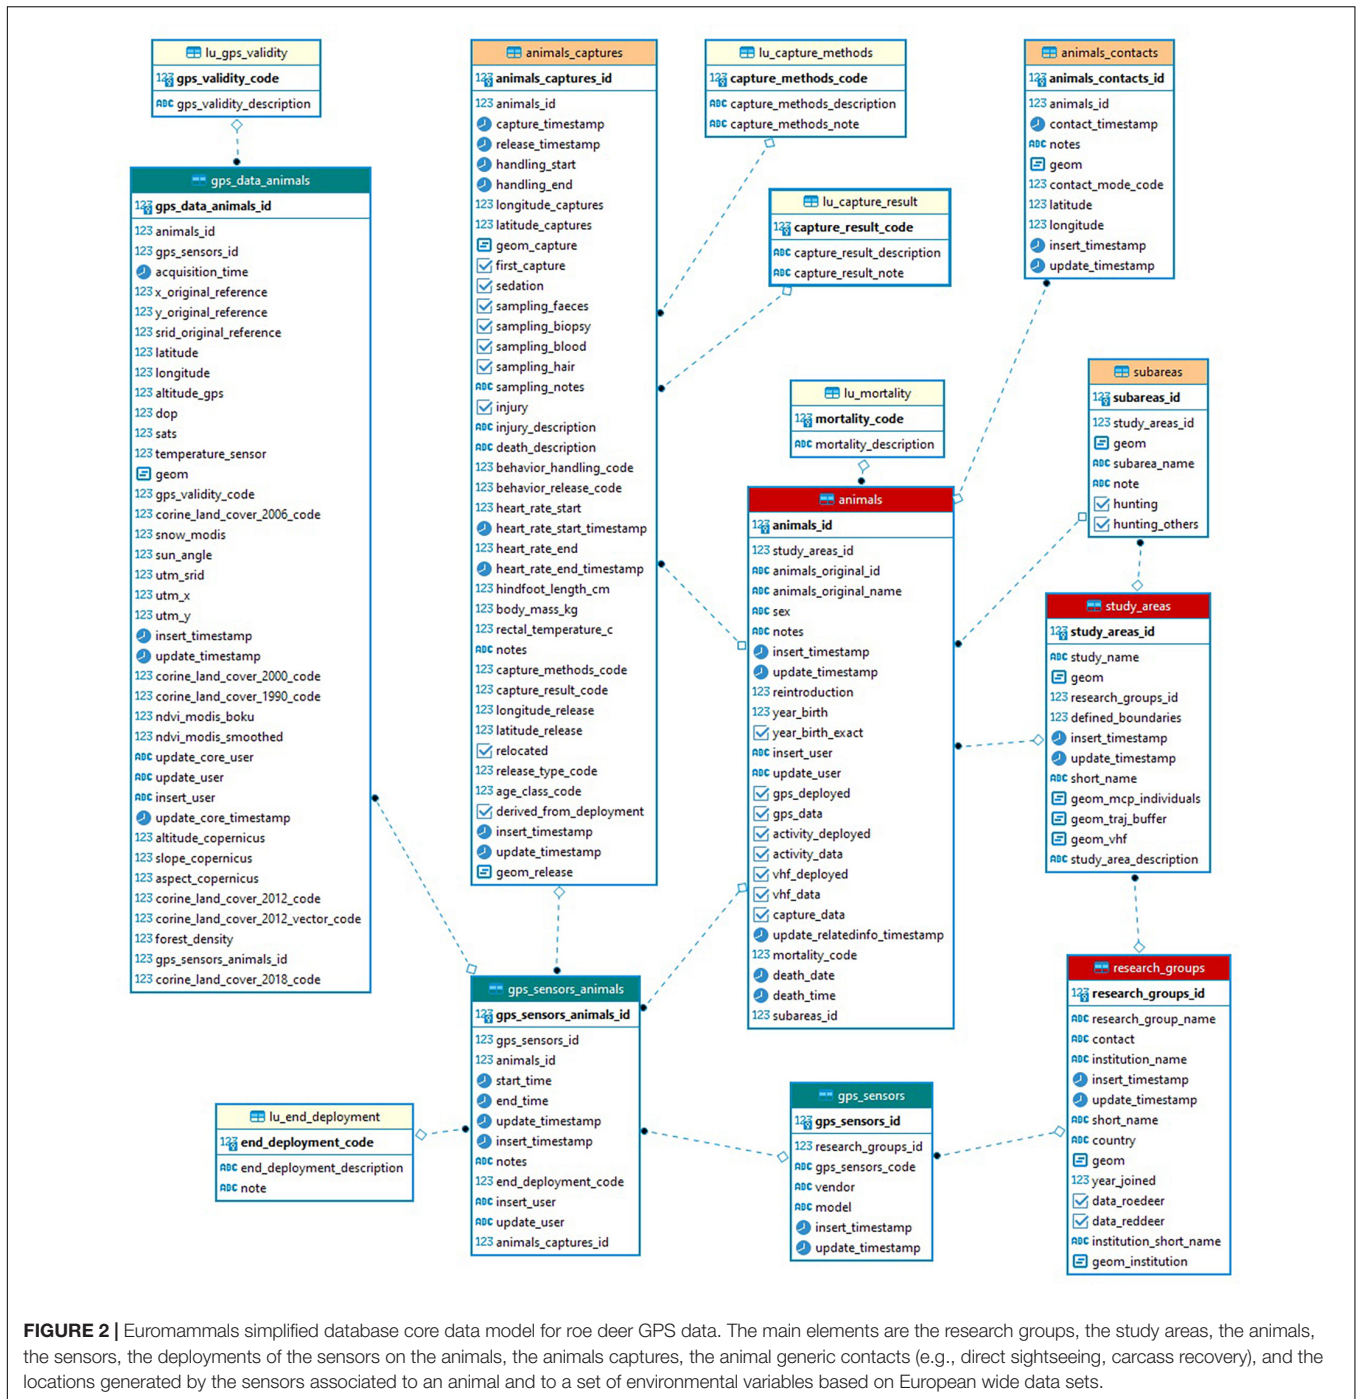 lu_gps_validity
gps_validity_code
gps_validity_description
gps_data_animals
gps_data_animals_id
animals_id
gps_sensors_id
acquisition_time
x_original_reference
y_original_reference
srid_original_reference
latitude
longitude
altitude_gps
dop
sats
temperature_sensor
geom
gps_validity_code
corine_land_cover_2006_code
snow_modis
sun_angle
utm_srid
utm_x
utm_y
insert_timestamp
update_timestamp
corine_land_cover_2000_code
corine_land_cover_1990_code
ndvi_modis_boku
ndvi_modis_smoothed
update_core_user
update_user
insert_user
update_core_timestamp
altitude_copernicus
slope_copernicus
aspect_copernicus
corine_land_cover_2012_code
corine_land_cover_2012_vector_code
forest_density
gps_sensors_animals_id
corine_land_cover_2018_code
animals_captures
animals_captures_id
animals_id
capture_timestamp
release_timestamp
handling_start
handling_end
longitude_captures
latitude_captures
geom_capture
first_capture
sedation
sampling_faeces
sampling_biopsy
sampling_blood
sampling_hair
sampling_notes
injury
injury_description
death_description
behavior_handling_code
behavior_release_code
heart_rate_start
heart_rate_start_timestamp
heart_rate_end
heart_rate_end_timestamp
hindfoot_length_cm
body_mass_kg
rectal_temperature_c
notes
capture_methods_code
capture_result_code
longitude_release
latitude_release
relocated
release_type_code
age_class_code
derived_from_deployment
insert_timestamp
update_timestamp
geom_release
lu_capture_methods
capture_methods_code
capture_methods_description
capture_methods_note
lu_capture_result
capture_result_code
capture_result_description
capture_result_note
animals_contacts
animals_contacts_id
animals_id
contact_timestamp
notes
geom
contact_mode_code
latitude
longitude
insert_timestamp
update_timestamp
lu_mortality
mortality_code
mortality_description
subareas
subareas_id
study_areas_id
geom
subarea_name
note
hunting
hunting_others
animals
animals_id
study_areas_id
animals_original_id
animals_original_name
sex
notes
insert_timestamp
update_timestamp
reintroduction
year_birth
year_birth_exact
insert_user
update_user
gps_deployed
gps_data
activity_deployed
activity_data
vhf_deployed
vhf_data
capture_data
update_relatedinfo_timestamp
mortality_code
death_date
death_time
subareas_id
study_areas
study_areas_id
study_name
geom
research_groups_id
defined_boundaries
insert_timestamp
update_timestamp
short_name
geom_mcp_individuals
geom_traj_buffer
geom_vhf
study_area_description
research_groups
research_groups_id
research_group_name
contact
institution_name
insert_timestamp
update_timestamp
short_name
country
geom
year_joined
data_roedeer
data_reddeer
institution_short_name
geom_institution
gps_sensors_animals
gps_sensors_animals_id
gps_sensors_id
animals_id
start_time
end_time
update_timestamp
insert_timestamp
notes
end_deployment_code
insert_user
update_user
animals_captures_id
lu_end_deployment
end_deployment_code
end_deployment_description
note
gps_sensors
gps_sensors_id
research_groups_id
gps_sensors_code
vendor
model
insert_timestamp
update_timestamp
FIGURE 2 | Euromammals simplified database core data model for roe deer GPS data. The main elements are the research groups, the study areas, the animals,
the sensors, the deployments of the sensors on the animals, the animals captures, the animal generic contacts (e.g., direct sightseeing, carcass recovery), and the
locations generated by the sensors associated to an animal and to a set of environmental variables based on European wide data sets.